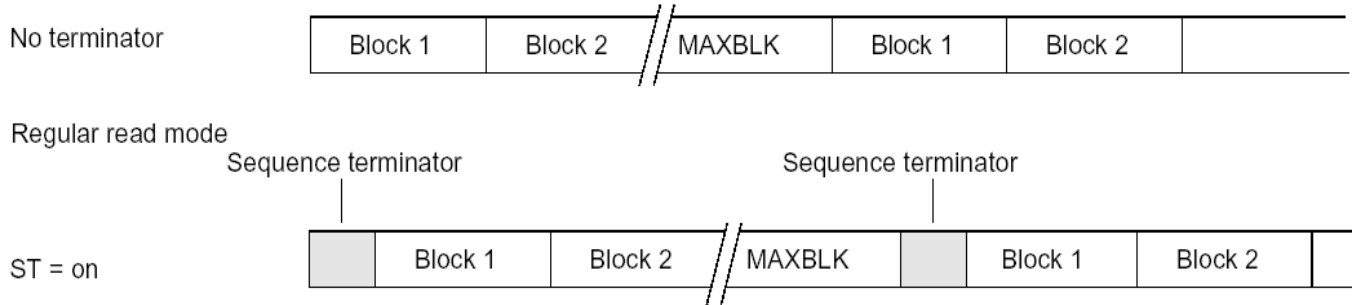 No terminator Block 1 Block 2 MAXBLK Block 1 Block 2
Regular read mode
Sequence terminator Sequence terminator
ST = on Block 1 Block 2 MAXBLK Block 1 Block 2